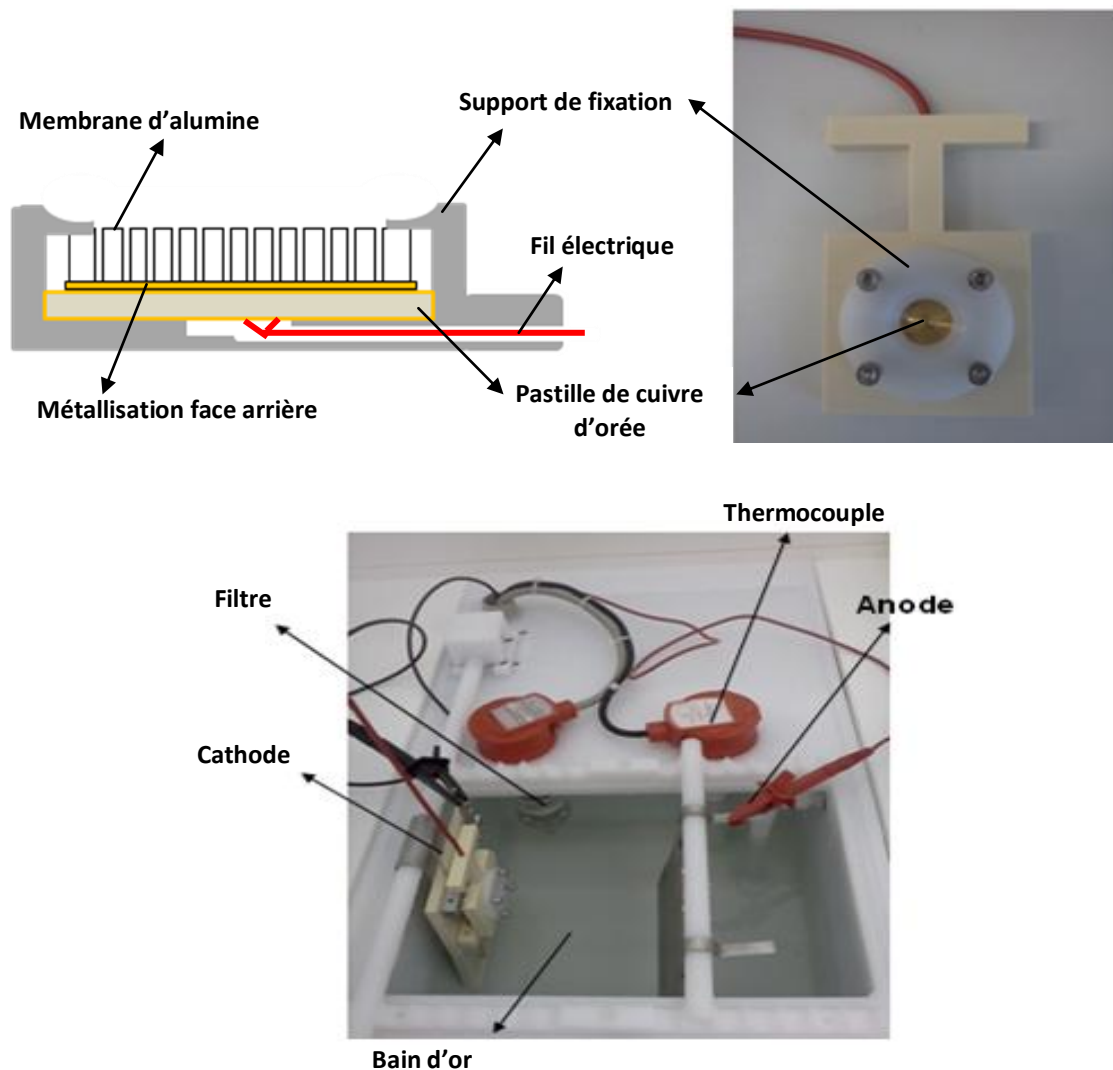 Membrane d'alumine
Support de fixation
Fil électrique
Métallisation face arrière
Pastille de cuivre
d'orée
Thermocouple
Filtre
Anode
Cathode
Bain d'or